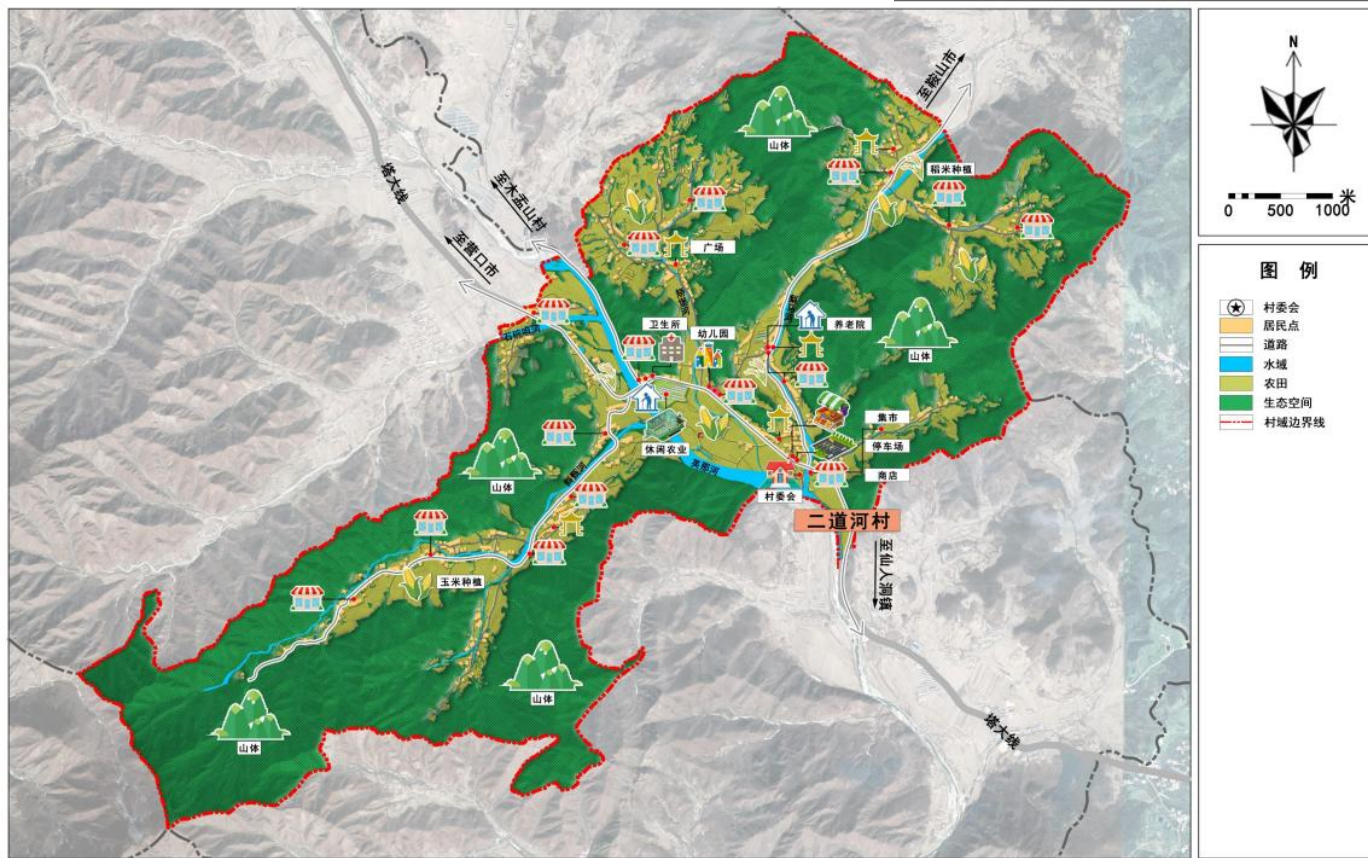 至鞍山市
N
山体
稻米种植
塔大线
至木盂山村
米
0 500 1000
至营口市
广场
图 例
村委会
居民点
道路
水域
农田
生态空间
村域边界线
卫生所
幼儿园
养老院
山体
集市
停车场
商店
休闲农业
山体
村委会
二道河村
至仙人洞镇
玉米种植
山体
山体
塔大线